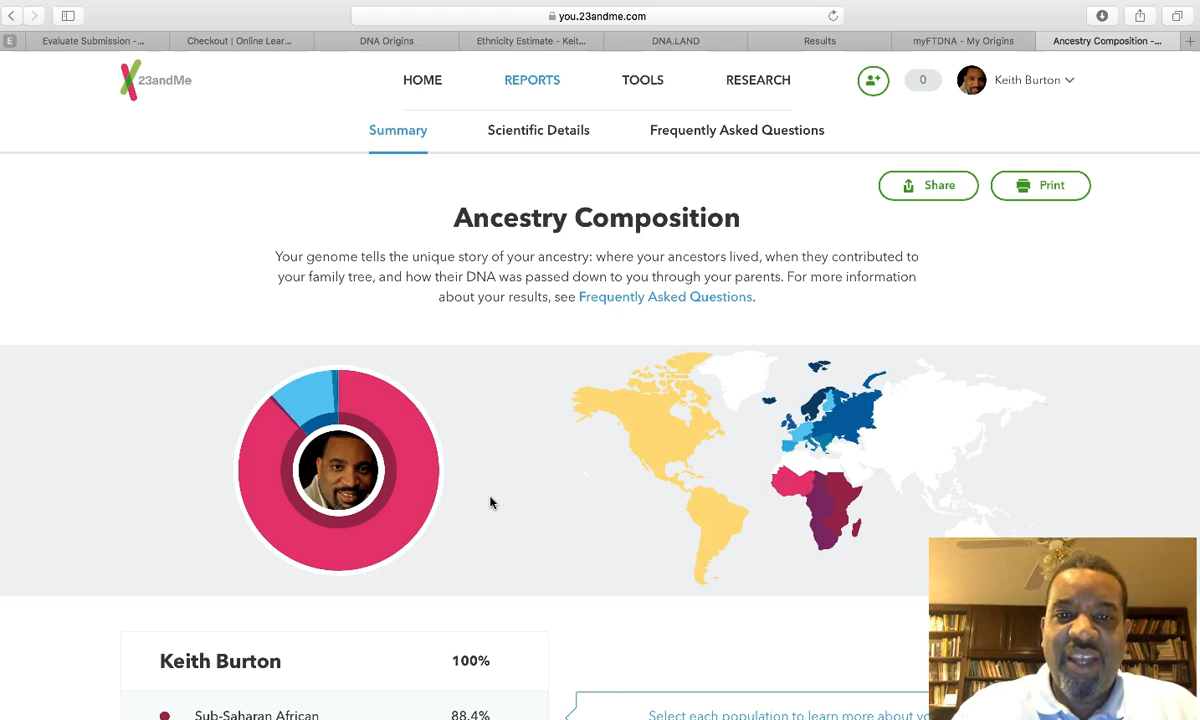 you.23andme.com
E
Evaluate Submission -...
Checkout | Online Lear...
DNA Origins
Ethnicity Estimate - Keit...
DNA.LAND
Results
myFTDNA - My Origins
Ancestry Composition -...
23andMe
HOME
REPORTS
TOOLS
RESEARCH
0
Keith Burton
Summary
Scientific Details
Frequently Asked Questions
Share
Print
Ancestry Composition
Your genome tells the unique story of your ancestry: where your ancestors lived, when they contributed to
your family tree, and how their DNA was passed down to you through your parents. For more information
about your results, see Frequently Asked Questions.
Keith Burton
100%
Sub-Saharan African
88.4%
Select each population to learn more about yo